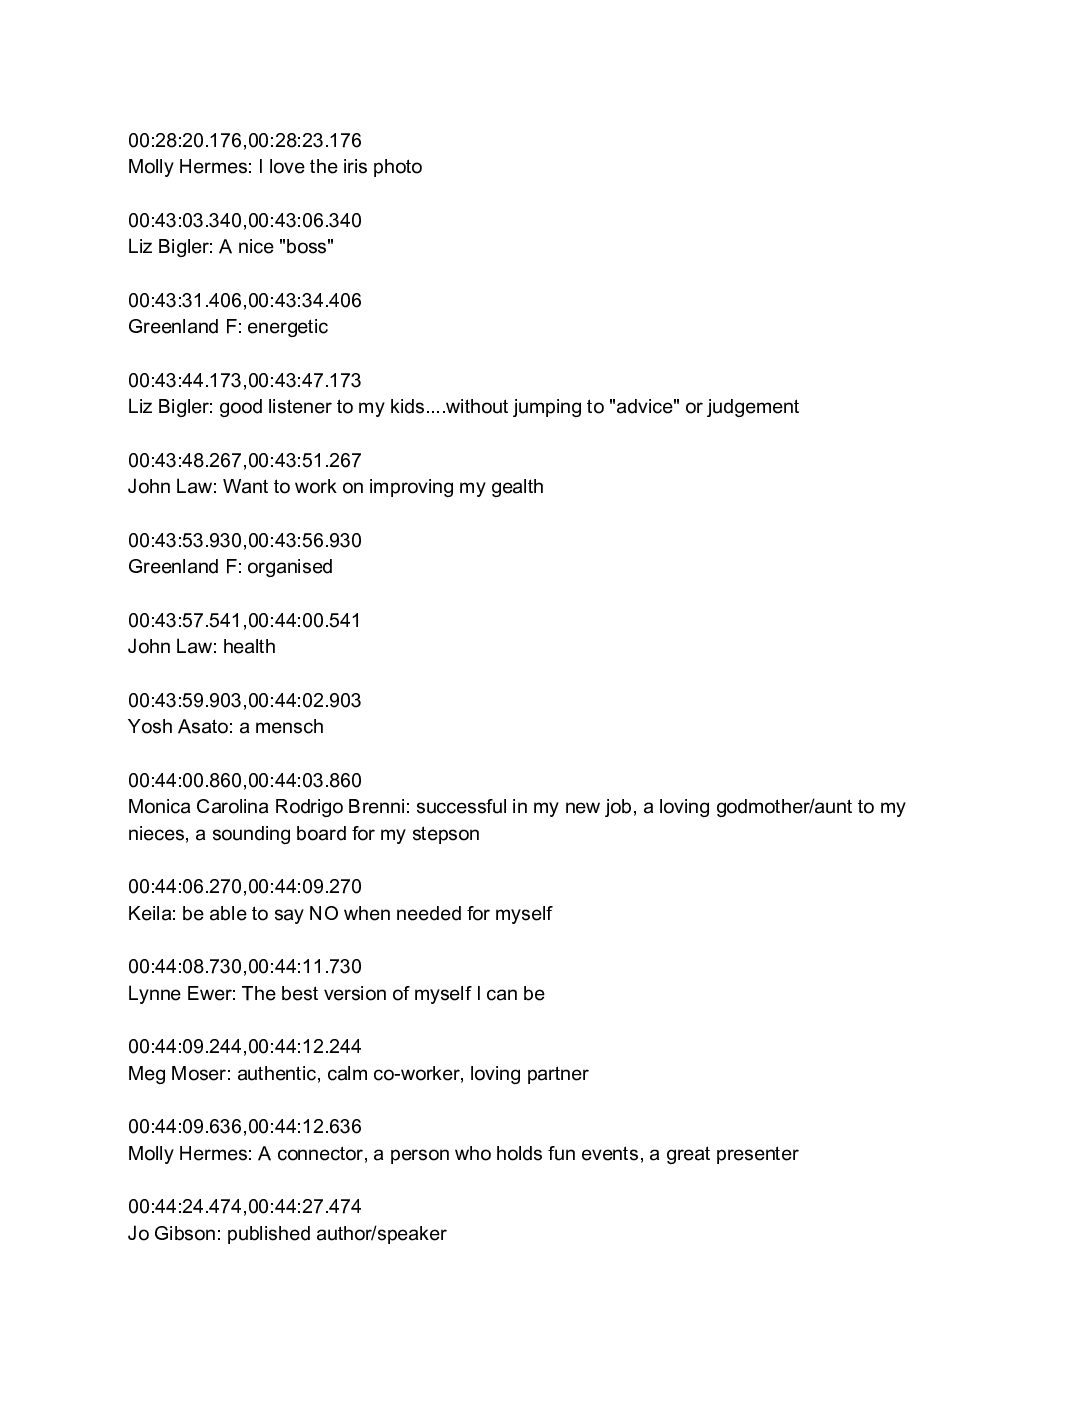 00:28:20.176,00:28:23.176
Molly Hermes: I love the iris photo
00:43:03.340,00:43:06.340
Liz Bigler: A nice "boss"
00:43:31.406,00:43:34.406
Greenland F: energetic
00:43:44.173,00:43:47.173
Liz Bigler: good listener to my kids....without jumping to "advice" or judgement
00:43:48.267,00:43:51.267
John Law: Want to work on improving my gealth
00:43:53.930,00:43:56.930
Greenland F: organised
00:43:57.541,00:44:00.541
John Law: health
00:43:59.903,00:44:02.903
Yosh Asato: a mensch
00:44:00.860,00:44:03.860
Monica Carolina Rodrigo Brenni: successful in my new job, a loving godmother/aunt to my
nieces, a sounding board for my stepson
00:44:06.270,00:44:09.270
Keila: be able to say NO when needed for myself
00:44:08.730,00:44:11.730
Lynne Ewer: The best version of myself I can be
00:44:09.244,00:44:12.244
Meg Moser: authentic, calm co-worker, loving partner
00:44:09.636,00:44:12.636
Molly Hermes: A connector, a person who holds fun events, a great presenter
00:44:24.474,00:44:27.474
Jo Gibson: published author/speaker